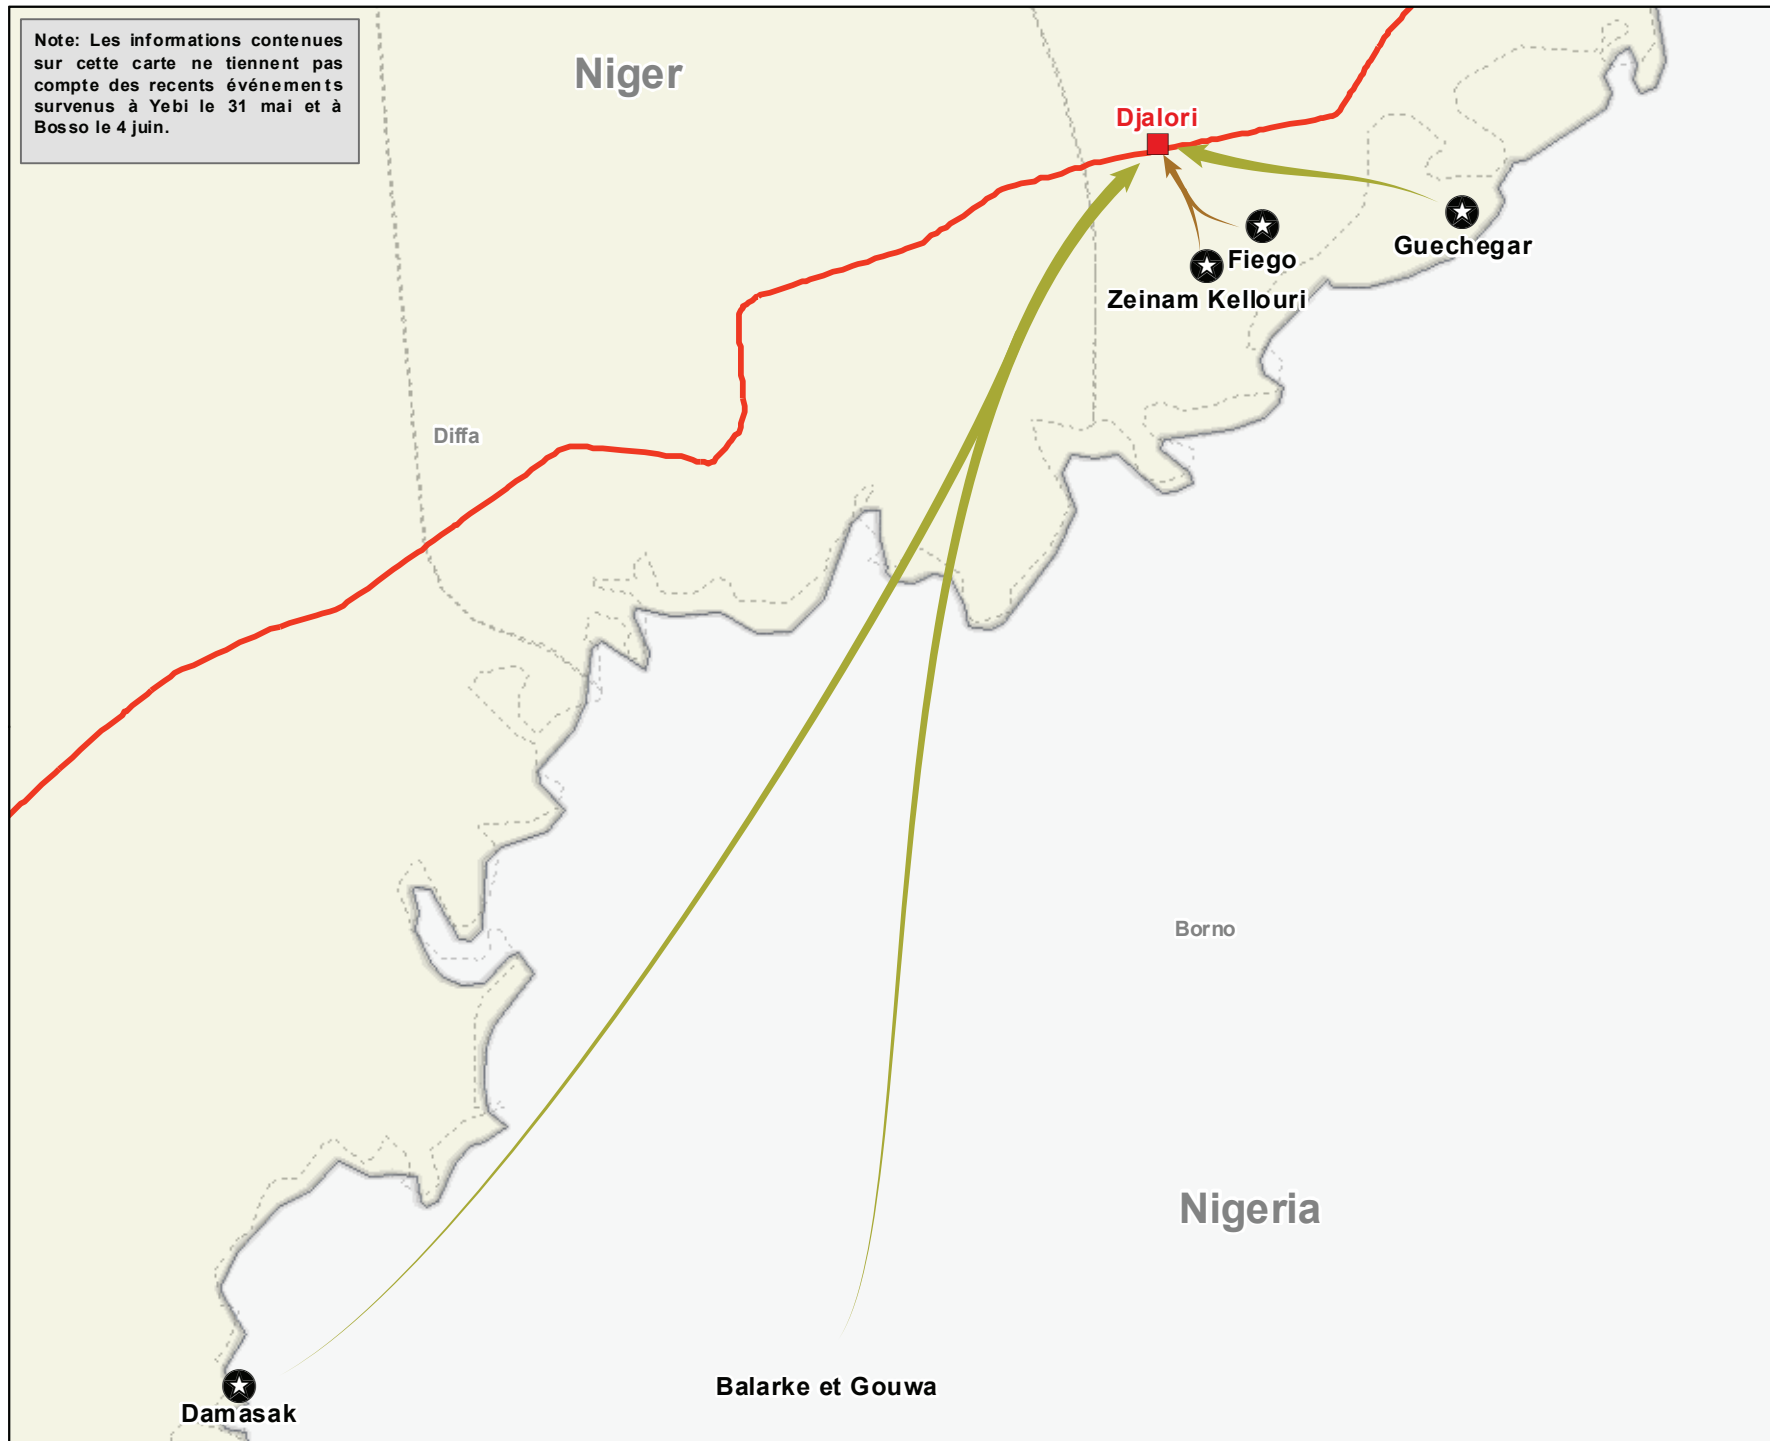 Note: Les informations contenues
sur cette carte ne tiennent pas
compte des recents événements
survenus à Yebi le 31 mai et à
Bosso le 4 juin.
Niger
Djalori
Fiego
Guechegar
Zeinam Kellouri
Diffa
Borno
Nigeria
Balarke et Gouwa
Damasak